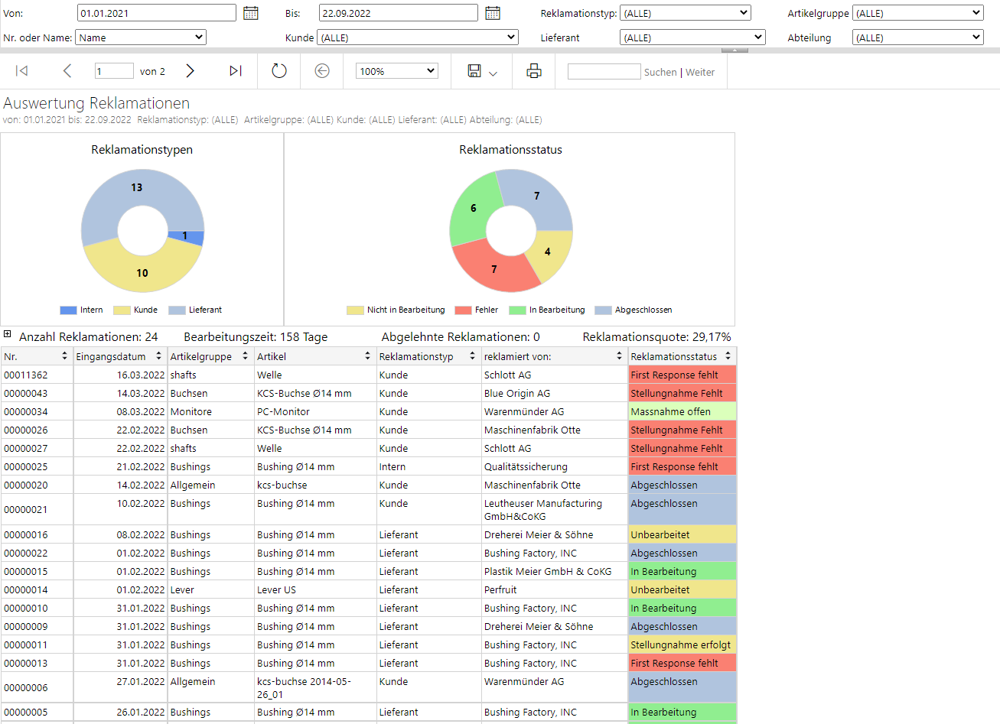 Von: 01.01.2021 Bis: 22.09.2022 Reklamationstyp: (ALLE) Artikelgruppe (ALLE)
Nr. oder Name: Name Kunde (ALLE) Lieferant (ALLE) Abteilung (ALLE)
1 von 2 100% Suchen | Weiter
Auswertung Reklamationen
von: 01.01.2021 bis: 22.09.2022 Reklamationstyp: (ALLE) Artikelgruppe: (ALLE) Kunde: (ALLE) Lieferant: (ALLE) Abteilung: (ALLE)
Reklamationstypen
13
1
10
Intern Kunde Lieferant
Reklamationsstatus
7
6
4
7
Nicht in Bearbeitung Fehler In Bearbeitung Abgeschlossen
Anzahl Reklamationen: 24 Bearbeitungszeit: 158 Tage Abgelehnte Reklamationen: 0 Reklamationsquote: 29,17%
Nr. Eingangsdatum Artikelgruppe Artikel Reklamationstyp reklamiert von: Reklamationsstatus
00011362 16.03.2022 shafts Welle Kunde Schlott AG First Response fehlt
00000043 14.03.2022 Buchsen KCS-Buchse Ø14 mm Kunde Blue Origin AG Stellungnahme Fehlt
00000034 08.03.2022 Monitore PC-Monitor Kunde Warenmünder AG Massnahme offen
00000026 22.02.2022 Buchsen KCS-Buchse Ø14 mm Kunde Maschinenfabrik Otte Stellungnahme Fehlt
00000027 22.02.2022 shafts Welle Kunde Schlott AG Stellungnahme Fehlt
00000025 21.02.2022 Bushings Bushing Ø14 mm Intern Qualitätssicherung First Response fehlt
00000020 14.02.2022 Allgemein kcs-buchse Kunde Maschinenfabrik Otte Abgeschlossen
00000021 10.02.2022 Bushings Bushing Ø14 mm Kunde Leutheuser Manufacturing Abgeschlossen
GmbH&CoKG
00000016 08.02.2022 Bushings Bushing Ø14 mm Lieferant Dreherei Meier & Söhne Unbearbeitet
00000022 01.02.2022 Bushings Bushing Ø14 mm Lieferant Bushing Factory, INC Abgeschlossen
00000015 01.02.2022 Bushings Bushing Ø14 mm Lieferant Plastik Meier GmbH & CoKG In Bearbeitung
00000014 01.02.2022 Lever Lever US Lieferant Perfruit Unbearbeitet
00000010 31.01.2022 Bushings Bushing Ø14 mm Lieferant Bushing Factory, INC In Bearbeitung
00000009 31.01.2022 Bushings Bushing Ø14 mm Lieferant Dreherei Meier & Söhne Abgeschlossen
00000011 31.01.2022 Bushings Bushing Ø14 mm Lieferant Bushing Factory, INC Stellungnahme erfolgt
00000013 31.01.2022 Bushings Bushing Ø14 mm Lieferant Bushing Factory, INC First Response fehlt
00000006 27.01.2022 Allgemein kcs-buchse 2014-05- Kunde Warenmünder AG Abgeschlossen
26_01
00000005 26.01.2022 Bushings Bushing Ø14 mm Lieferant Bushing Factory, INC In Bearbeitung